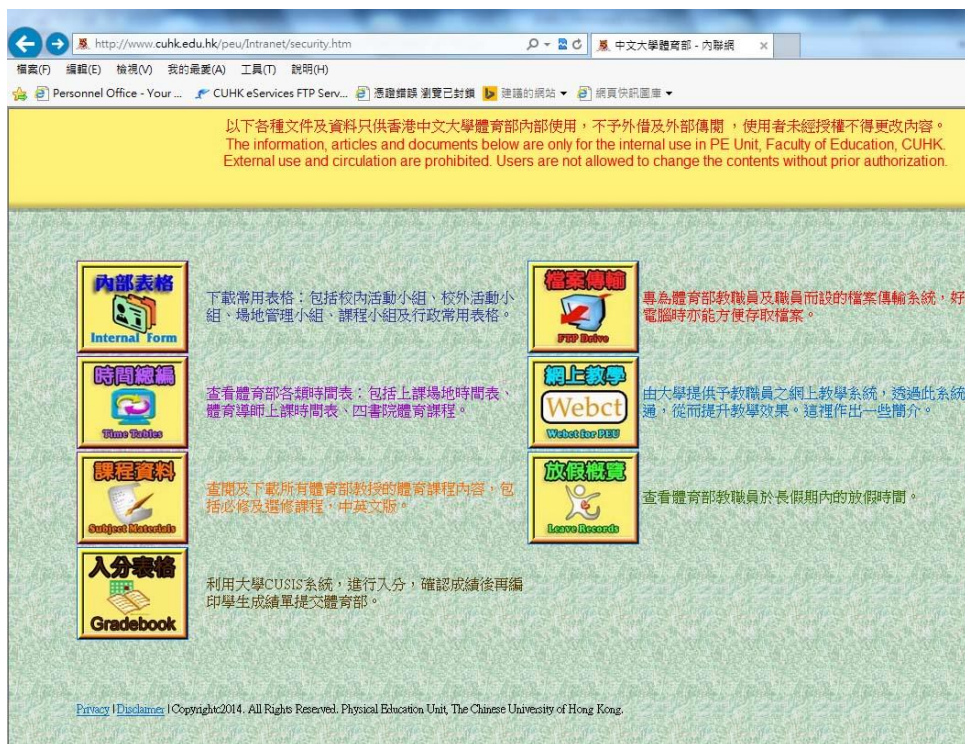 http://www.cuhk.edu.hk/peu/Intranet/security.htm
中文大學體育部 - 內聯網
檔案(F) 編輯(E) 檢視(V) 我的最愛(A) 工具(T) 說明(H)
Personnel Office - Your ... CUHK eServices FTP Serv... 憑證錯誤 瀏覽已封鎖 建議的網站 網頁快訊圖庫
以下各種文件及資料只供香港中文大學體育部內部使用,不予外借及外部傳閱 ,使用者未經授權不得更改內容。
The information, articles and documents below are only for the internal use in PE Unit, Faculty of Education, CUHK.
External use and circulation are prohibited. Users are not allowed to change the contents without prior authorization.
內部表格
Internal Form
下載常用表格:包括校內活動小組、校外活動小
組、場地管理小組、課程小組及行政常用表格。
檔案傳輸
FTP Drive
專為體育部教職員及職員而設的檔案傳輸系統,好
電腦時亦能方便存取檔案。
時間總編
Time Tables
查看體育部各類時間表:包括上課場地時間表、
體育導師上課時間表、四書院體育課程。
網上教學
Webct
Webct for PEU
由大學提供予教職員之網上教學系統,透過此系統
通,從而提升教學效果。這裡作出一些簡介。
課程資料
Subject Materials
查閱及下載所有體育部教授的體育課程內容,包
括必修及選修課程,中英文版。
放假概覽
Leave Records
查看體育部教職員於長假期內的放假時間。
入分表格
Gradebook
利用大學CUSIS系統,進行入分,確認成績後再編
印學生成績單提交體育部。
Privacy | Disclaimer | Copyright©2014. All Rights Reserved. Physical Education Unit, The Chinese University of Hong Kong.